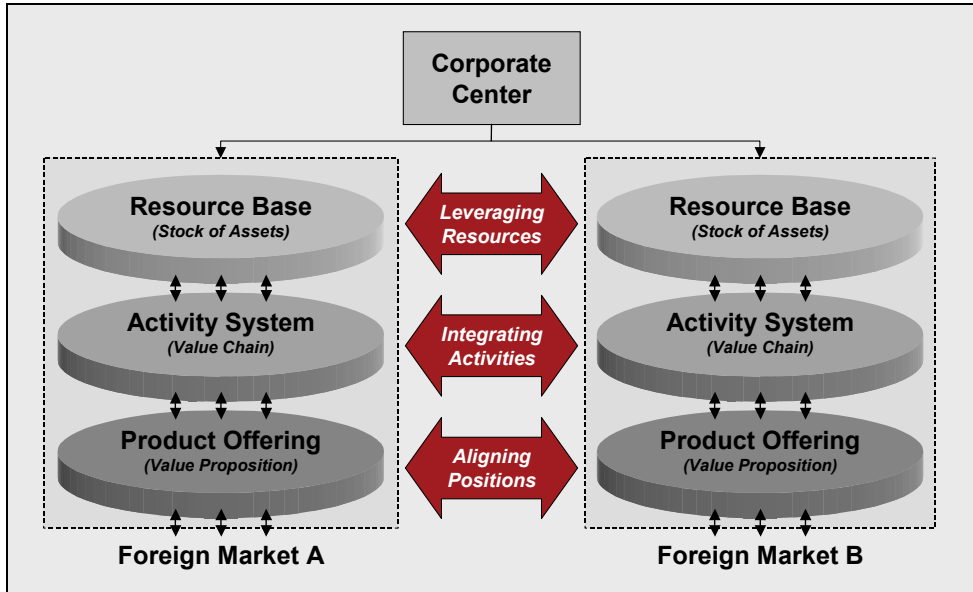 Corporate
Center
Resource Base
(Stock of Assets)
Activity System
(Value Chain)
Product Offering
(Value Proposition)
Foreign Market A
Leveraging
Resources
Integrating
Activities
Aligning
Positions
Resource Base
(Stock of Assets)
Activity System
(Value Chain)
Product Offering
(Value Proposition)
Foreign Market B